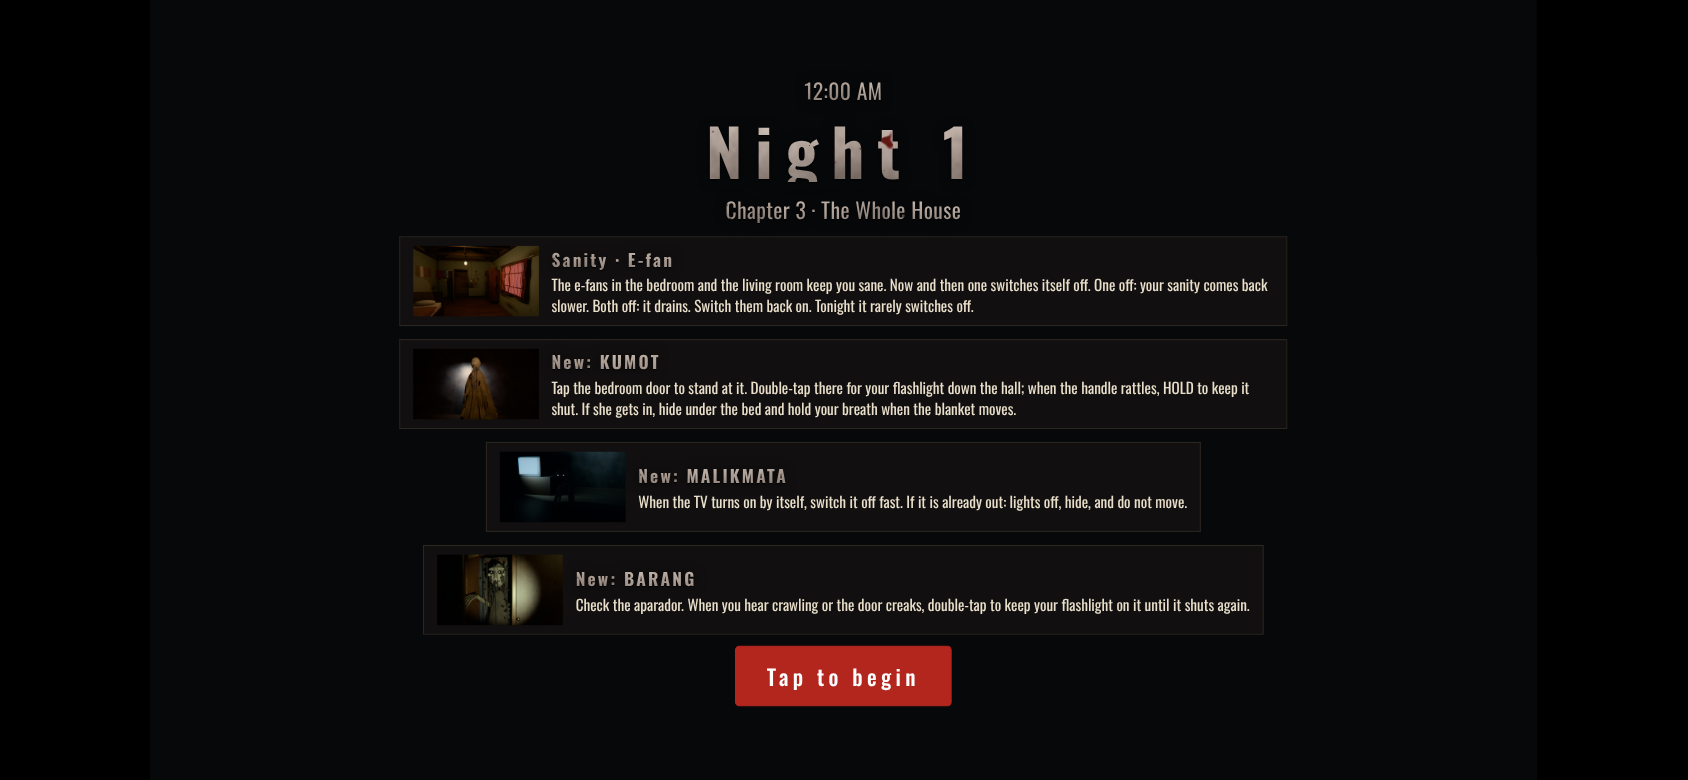 12:00 AM
Night 1
Chapter 3 · The Whole House
Sanity · E-fan
The e-fans in the bedroom and the living room keep you sane. Now and then one switches itself off. One off: your sanity comes back
slower. Both off: it drains. Switch them back on. Tonight it rarely switches off.
New: KUMOT
Tap the bedroom door to stand at it. Double-tap there for your flashlight down the hall; when the handle rattles, HOLD to keep it
shut. If she gets in, hide under the bed and hold your breath when the blanket moves.
New: MALIKMATA
When the TV turns on by itself, switch it off fast. If it is already out: lights off, hide, and do not move.
New: BARANG
Check the aparador. When you hear crawling or the door creaks, double-tap to keep your flashlight on it until it shuts again.
Tap to begin